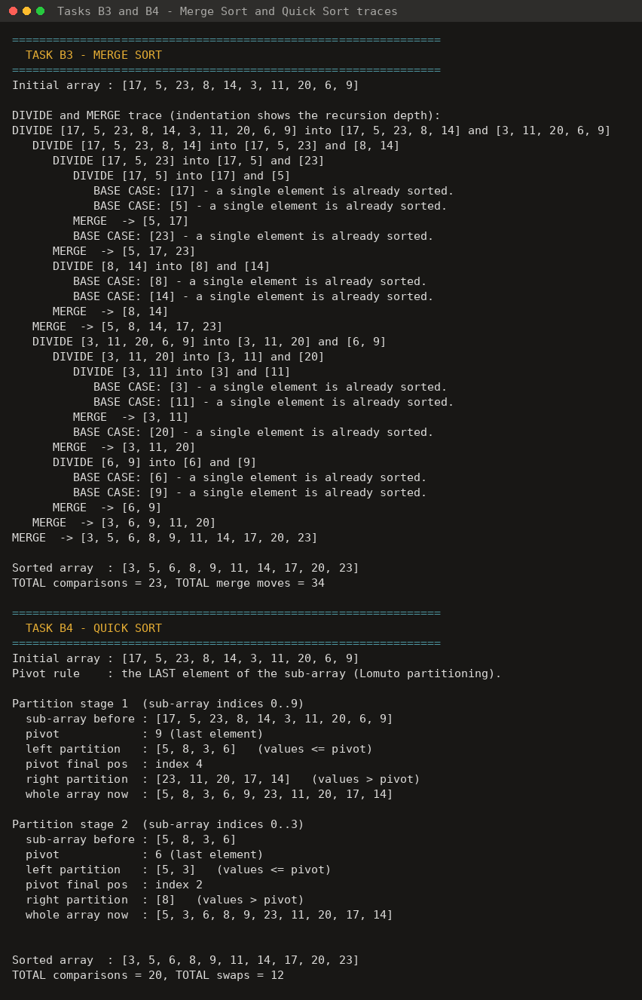 Tasks B3 and B4 - Merge Sort and Quick Sort traces
===============================================================
  TASK B3 - MERGE SORT
===============================================================
Initial array : [17, 5, 23, 8, 14, 3, 11, 20, 6, 9]

DIVIDE and MERGE trace (indentation shows the recursion depth):
DIVIDE [17, 5, 23, 8, 14, 3, 11, 20, 6, 9] into [17, 5, 23, 8, 14] and [3, 11, 20, 6, 9]
   DIVIDE [17, 5, 23, 8, 14] into [17, 5, 23] and [8, 14]
      DIVIDE [17, 5, 23] into [17, 5] and [23]
         DIVIDE [17, 5] into [17] and [5]
            BASE CASE: [17] - a single element is already sorted.
            BASE CASE: [5] - a single element is already sorted.
         MERGE  -> [5, 17]
         BASE CASE: [23] - a single element is already sorted.
      MERGE  -> [5, 17, 23]
      DIVIDE [8, 14] into [8] and [14]
         BASE CASE: [8] - a single element is already sorted.
         BASE CASE: [14] - a single element is already sorted.
      MERGE  -> [8, 14]
   MERGE  -> [5, 8, 14, 17, 23]
   DIVIDE [3, 11, 20, 6, 9] into [3, 11, 20] and [6, 9]
      DIVIDE [3, 11, 20] into [3, 11] and [20]
         DIVIDE [3, 11] into [3] and [11]
            BASE CASE: [3] - a single element is already sorted.
            BASE CASE: [11] - a single element is already sorted.
         MERGE  -> [3, 11]
         BASE CASE: [20] - a single element is already sorted.
      MERGE  -> [3, 11, 20]
      DIVIDE [6, 9] into [6] and [9]
         BASE CASE: [6] - a single element is already sorted.
         BASE CASE: [9] - a single element is already sorted.
      MERGE  -> [6, 9]
   MERGE  -> [3, 6, 9, 11, 20]
MERGE  -> [3, 5, 6, 8, 9, 11, 14, 17, 20, 23]

Sorted array  : [3, 5, 6, 8, 9, 11, 14, 17, 20, 23]
TOTAL comparisons = 23, TOTAL merge moves = 34

===============================================================
  TASK B4 - QUICK SORT
===============================================================
Initial array : [17, 5, 23, 8, 14, 3, 11, 20, 6, 9]
Pivot rule    : the LAST element of the sub-array (Lomuto partitioning).

Partition stage 1  (sub-array indices 0..9)
  sub-array before : [17, 5, 23, 8, 14, 3, 11, 20, 6, 9]
  pivot            : 9 (last element)
  left partition   : [5, 8, 3, 6]   (values <= pivot)
  pivot final pos  : index 4
  right partition  : [23, 11, 20, 17, 14]   (values > pivot)
  whole array now  : [5, 8, 3, 6, 9, 23, 11, 20, 17, 14]

Partition stage 2  (sub-array indices 0..3)
  sub-array before : [5, 8, 3, 6]
  pivot            : 6 (last element)
  left partition   : [5, 3]   (values <= pivot)
  pivot final pos  : index 2
  right partition  : [8]   (values > pivot)
  whole array now  : [5, 3, 6, 8, 9, 23, 11, 20, 17, 14]

Sorted array  : [3, 5, 6, 8, 9, 11, 14, 17, 20, 23]
TOTAL comparisons = 20, TOTAL swaps = 12